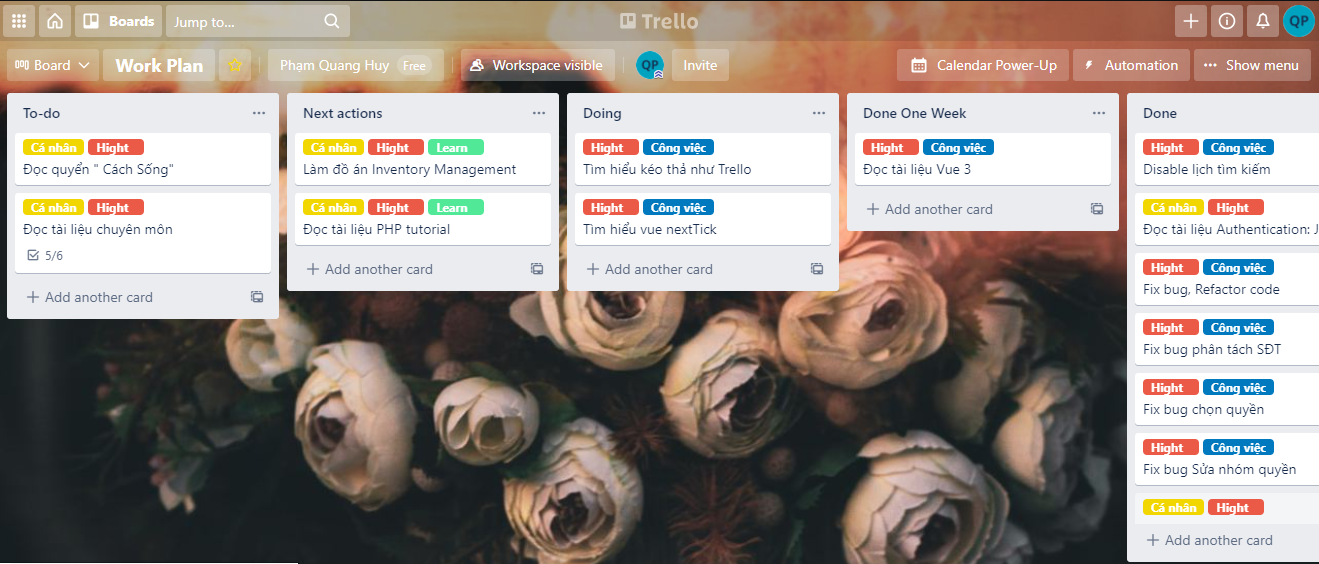 Boards
Jump to...
Trello
QP
Board
Work Plan
Phạm Quang Huy Free
Workspace visible
QP
Invite
Calendar Power-Up
Automation
Show menu
To-do
Cá nhân Hight
Đọc quyển " Cách Sống"
Cá nhân Hight
Đọc tài liệu chuyên môn
5/6
+ Add another card
Next actions
Cá nhân Hight Learn
Làm đồ án Inventory Management
Cá nhân Hight Learn
Đọc tài liệu PHP tutorial
+ Add another card
Doing
Hight Công việc
Tìm hiểu kéo thả như Trello
Hight Công việc
Tìm hiểu vue nextTick
+ Add another card
Done One Week
Hight Công việc
Đọc tài liệu Vue 3
+ Add another card
Done
Hight Công việc
Disable lịch tìm kiếm
Cá nhân Hight
Đọc tài liệu Authentication: J
Hight Công việc
Fix bug, Refactor code
Hight Công việc
Fix bug phân tách SĐT
Hight Công việc
Fix bug chọn quyền
Hight Công việc
Fix bug Sửa nhóm quyền
Cá nhân Hight
+ Add another card